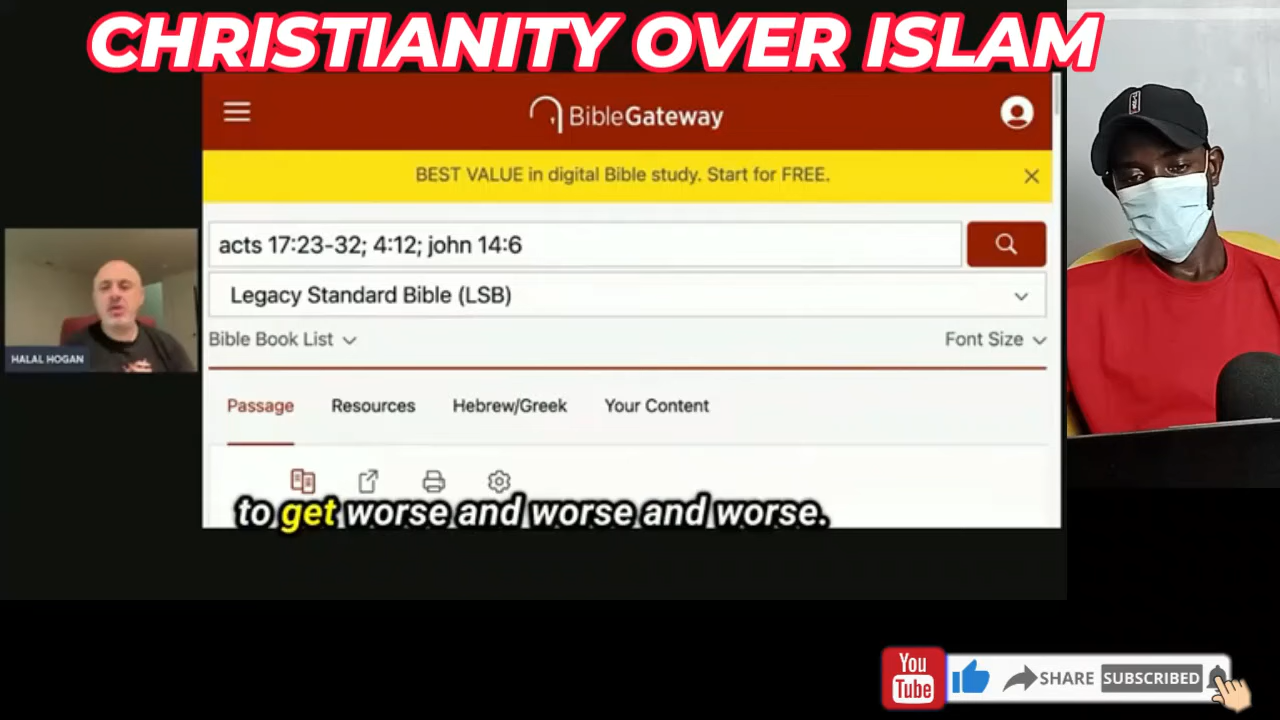 CHRISTIANITY OVER ISLAM
BibleGateway
BEST VALUE in digital Bible study. Start for FREE.
acts 17:23-32; 4:12; john 14:6
Legacy Standard Bible (LSB)
Bible Book List
Font Size
HALAL HOGAN
Passage
Resources
Hebrew/Greek
Your Content
to get worse and worse and worse.
You
Tube
SHARE
SUBSCRIBED